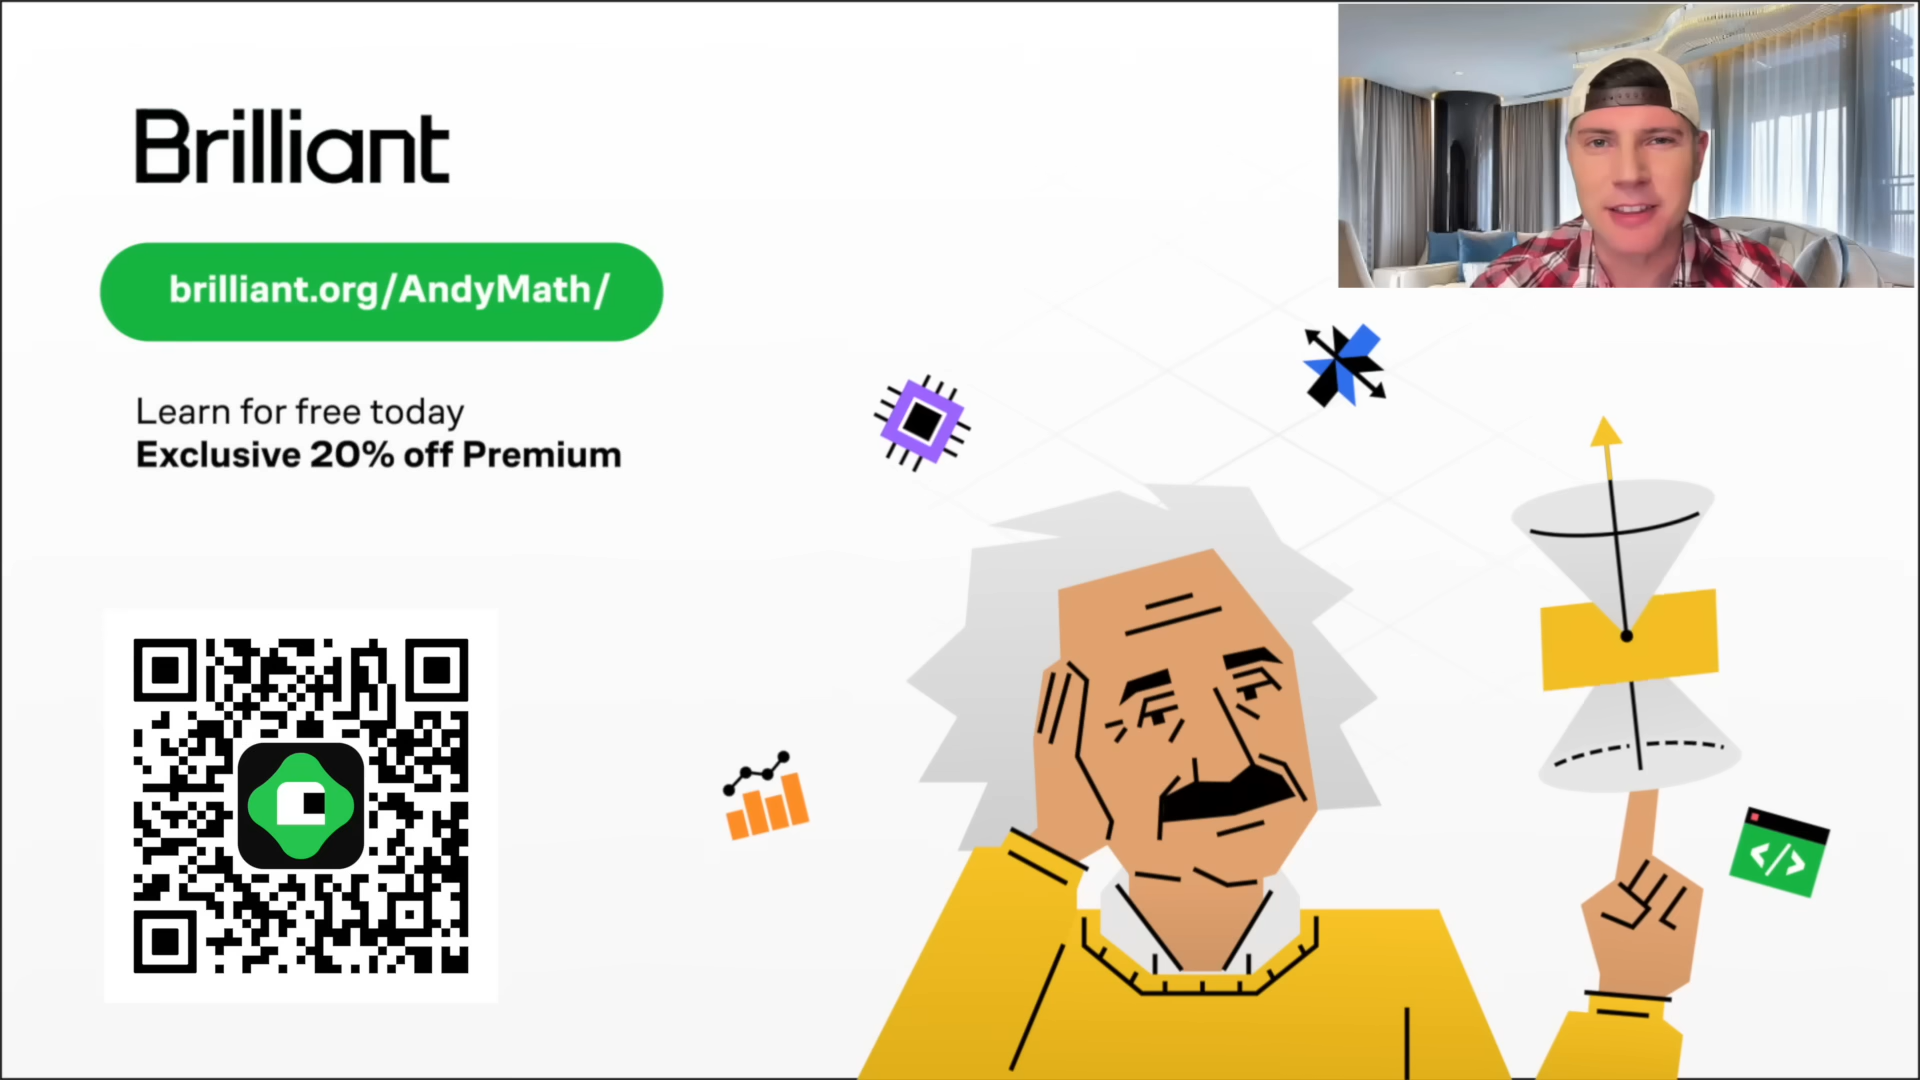 Brilliant
brilliant.org/AndyMath/
Learn for free today
Exclusive 20% off Premium
</>